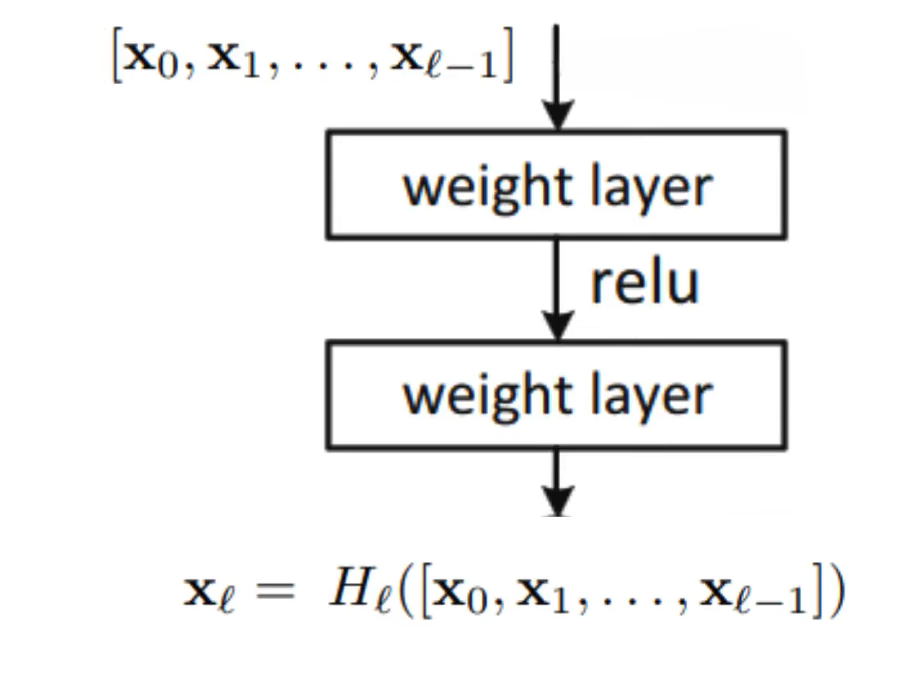 [x₀, x₁, . . . , xℓ₋₁]
weight layer
relu
weight layer
xℓ = Hℓ([x₀, x₁, . . . , xℓ₋₁])